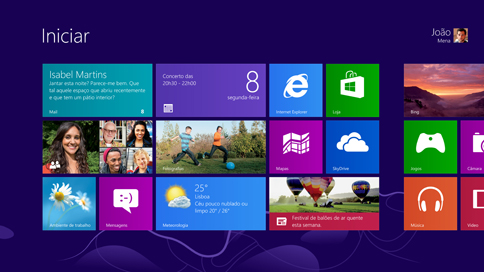 Iniciar
João
Mena
Isabel Martins
Jantar esta noite? Parece-me bem. Que
tal aquele espaço que abriu recentemente
e que tem um pátio interior?
Mail
8
Concerto das
20h30 - 22h00
8
segunda-feira
Internet Explorer
Loja
Bing
Fotografias
Mapas
SkyDrive
Jogos
Câmara
Ambiente de trabalho
Mensagens
25°
Lisboa
Céu pouco nublado ou
limpo 20° / 26°
Meteorologia
Festival de balões de ar quente
esta semana.
Música
Vídeo